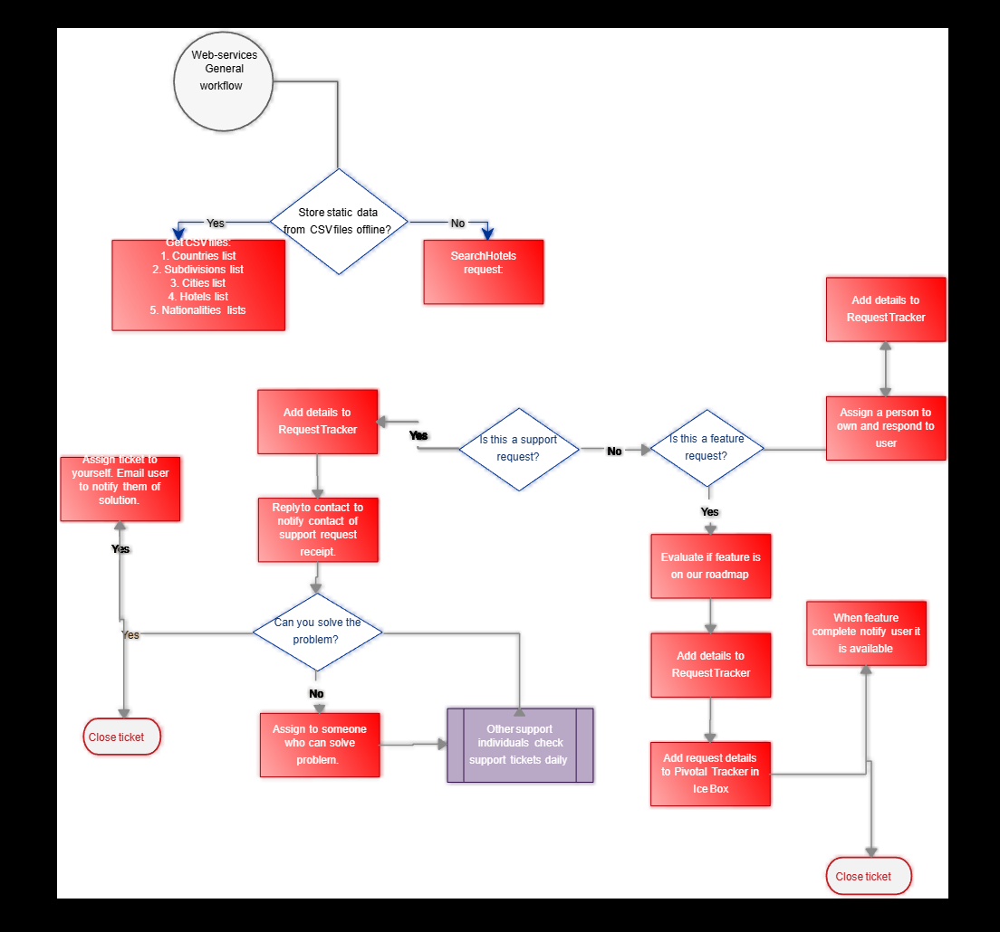 Web-services
General
workflow
Store static data
from CSV files offline?
Yes
No
Get CSV files:
1. Countries list
2. Subdivisions list
3. Cities list
4. Hotels list
5. Nationalities lists
SearchHotels
request:
Add details to
Request Tracker
Assign a person to
own and respond to
user
Add details to
Request Tracker
Yes
Is this a support
request?
No
Is this a feature
request?
Assign ticket to
yourself. Email user
to notify them of
solution.
Reply to contact to
notify contact of
support request
receipt.
Yes
Evaluate if feature is
on our roadmap
Yes
Yes
Can you solve the
problem?
Add details to
Request Tracker
When feature
complete notify user it
is available
No
Close ticket
Assign to someone
who can solve
problem.
Other support
individuals check
support tickets daily
Add request details
to Pivotal Tracker in
Ice Box
Close ticket